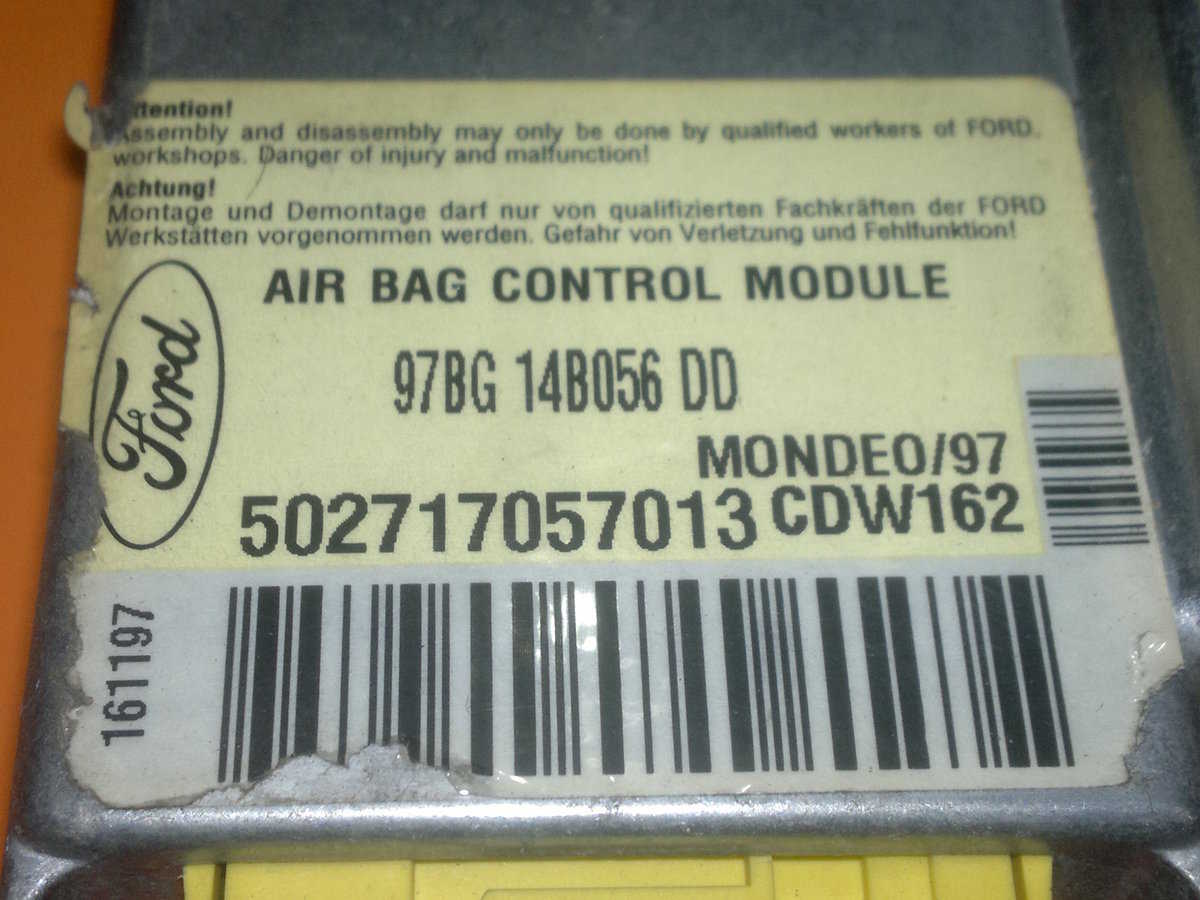 Attention!
Assembly and disassembly may only be done by qualified workers of FORD.
workshops. Danger of injury and malfunction!
Achtung!
Montage und Demontage darf nur von qualifizierten Fachkräften der FORD
Werkstätten vorgenommen werden. Gefahr von Verletzung und Fehlfunktion!
AIR BAG CONTROL MODULE
Ford
97BG 14B056 DD
MONDEO/97
502717057013 CDW162
161197